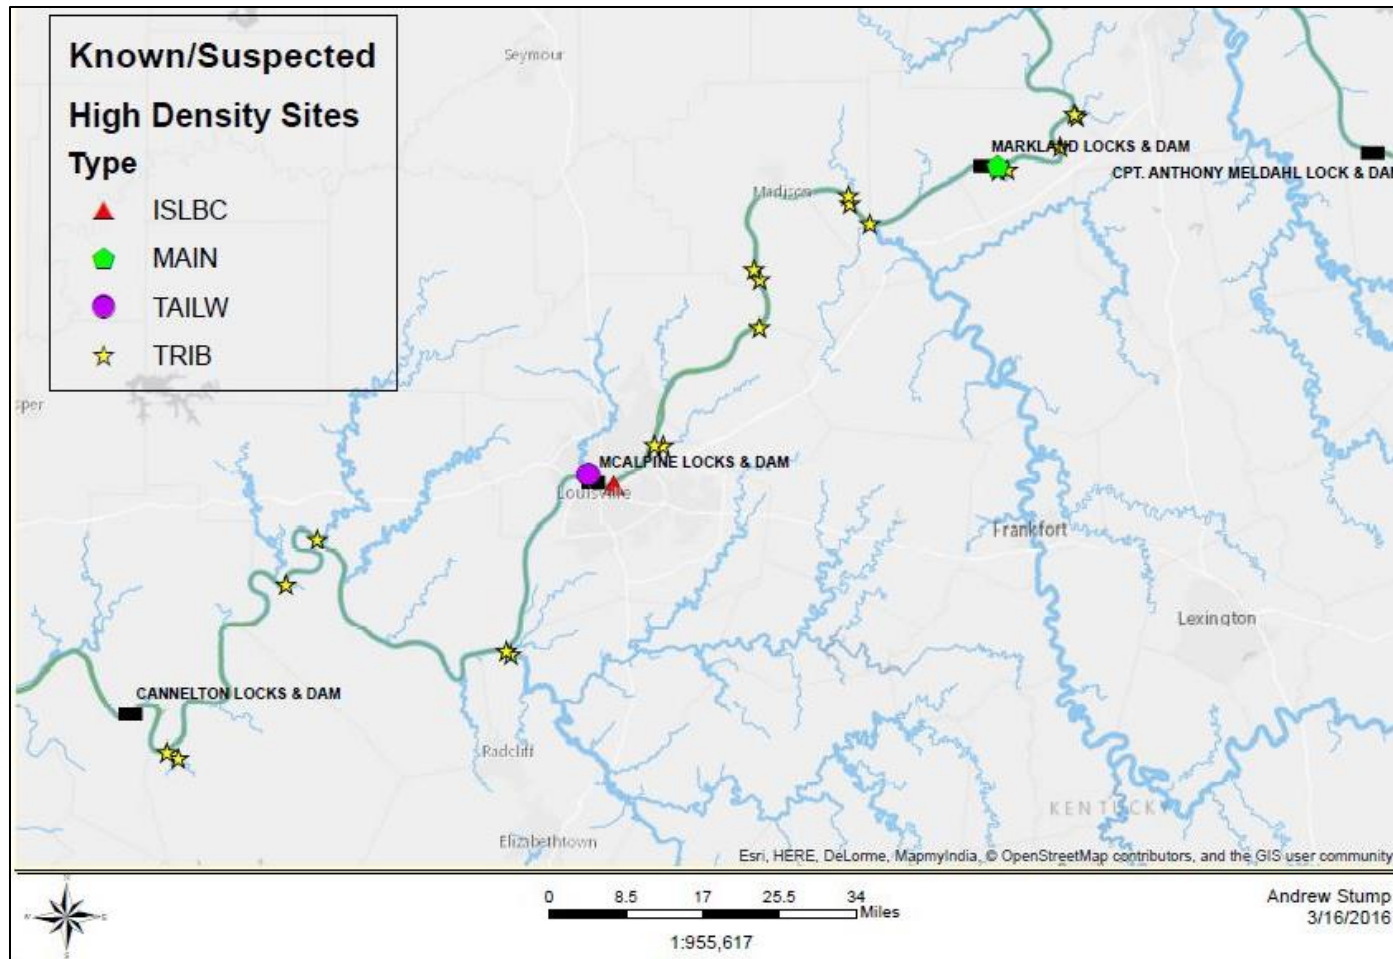 Known/Suspected
High Density Sites
Type
ISLBC
MAIN
TAILW
TRIB
Seymour
MARKLAND LOCKS & DAM
CPT. ANTHONY MELDAHL LOCK & DAM
Madison
sper
MCALPINE LOCKS & DAM
Louisville
Frankfort
Lexington
CANNELTON LOCKS & DAM
Radcliff
KENTUCKY
Elizabethtown
Esri, HERE, DeLorme, MapmyIndia, © OpenStreetMap contributors, and the GIS user community
N
W
E
S
0 8.5 17 25.5 34
Miles
1:955,617
Andrew Stump
3/16/2016